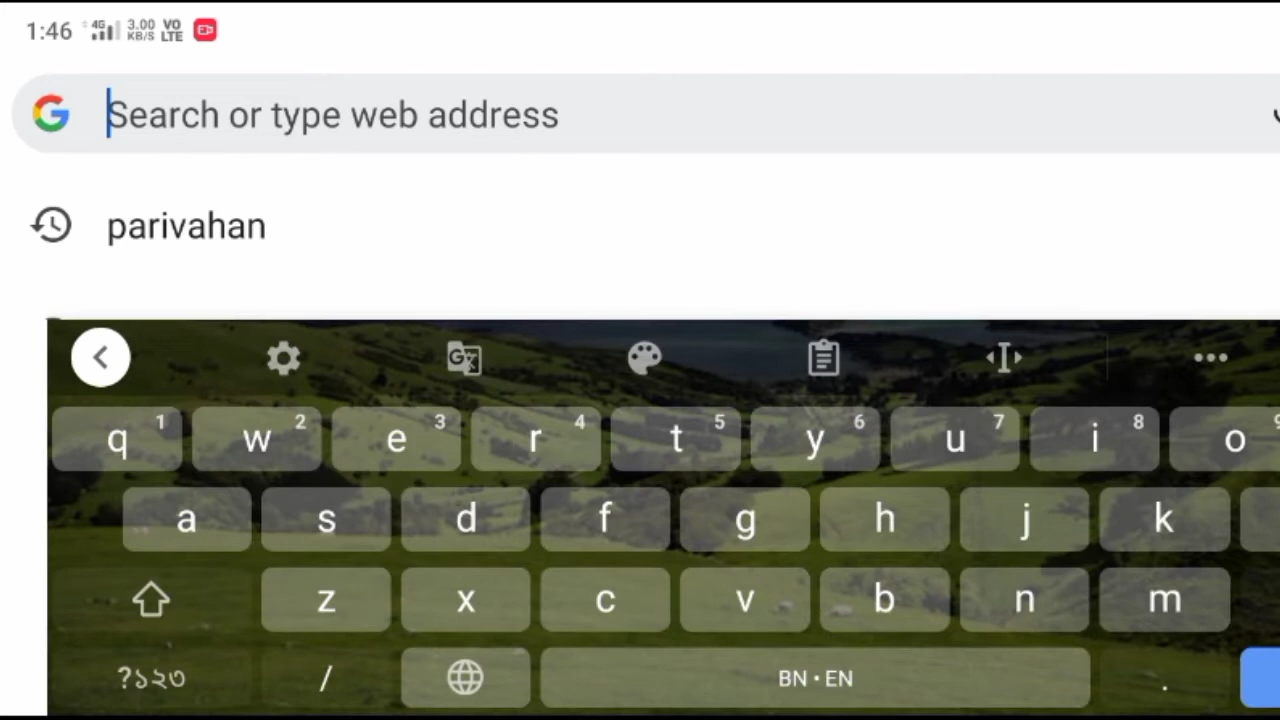 1:46 4G 3.00 KB/S VO LTE
Search or type web address
parivahan
q 1 w 2 e 3 r 4 t 5 y 6 u 7 i 8 o 9
a s d f g h j k
z x c v b n m
?১২৩ / BN • EN .